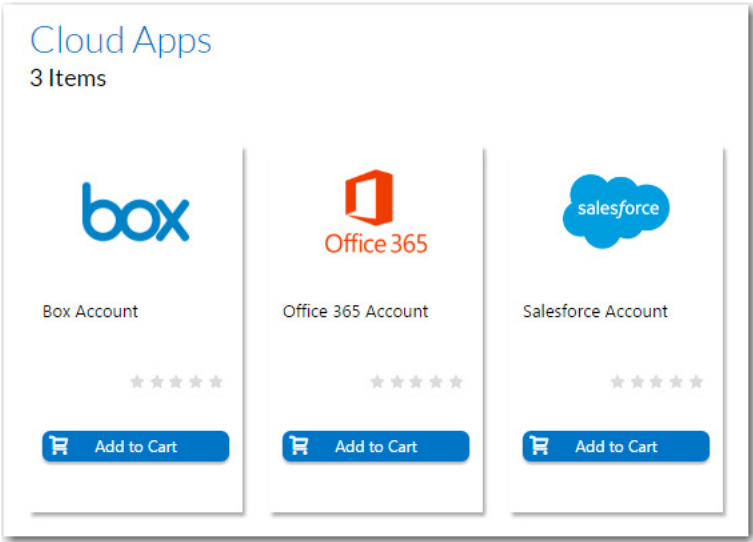 Cloud Apps
3 Items
box
Office 365
salesforce
Box Account
Office 365 Account
Salesforce Account
Add to Cart
Add to Cart
Add to Cart